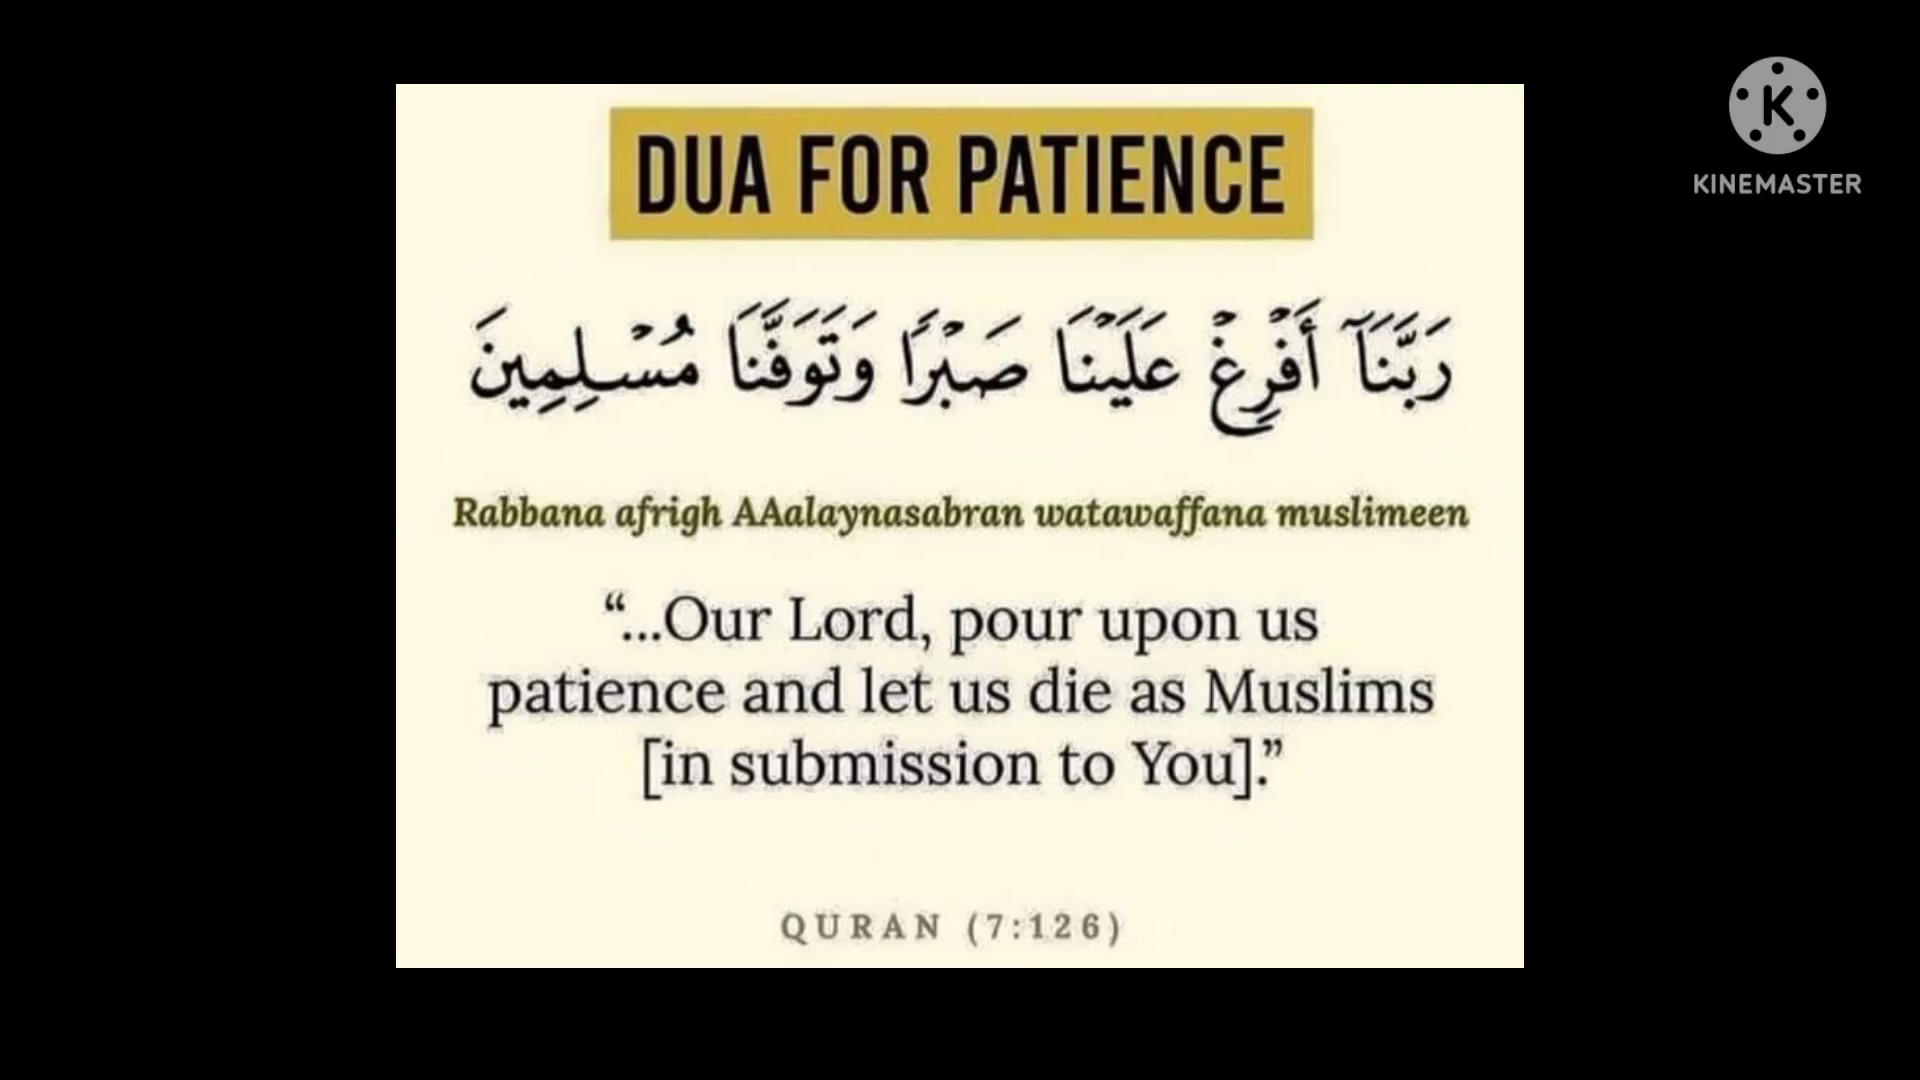 DUA FOR PATIENCE
KINEMASTER
رَبَّنَآ أَفۡرِغۡ عَلَيۡنَا صَبۡرًا وَتَوَفَّنَا مُسۡلِمِينَ
Rabbana afrigh AAalaynasabran watawaffana muslimeen
“...Our Lord, pour upon us
patience and let us die as Muslims
[in submission to You].”
QURAN (7:126)